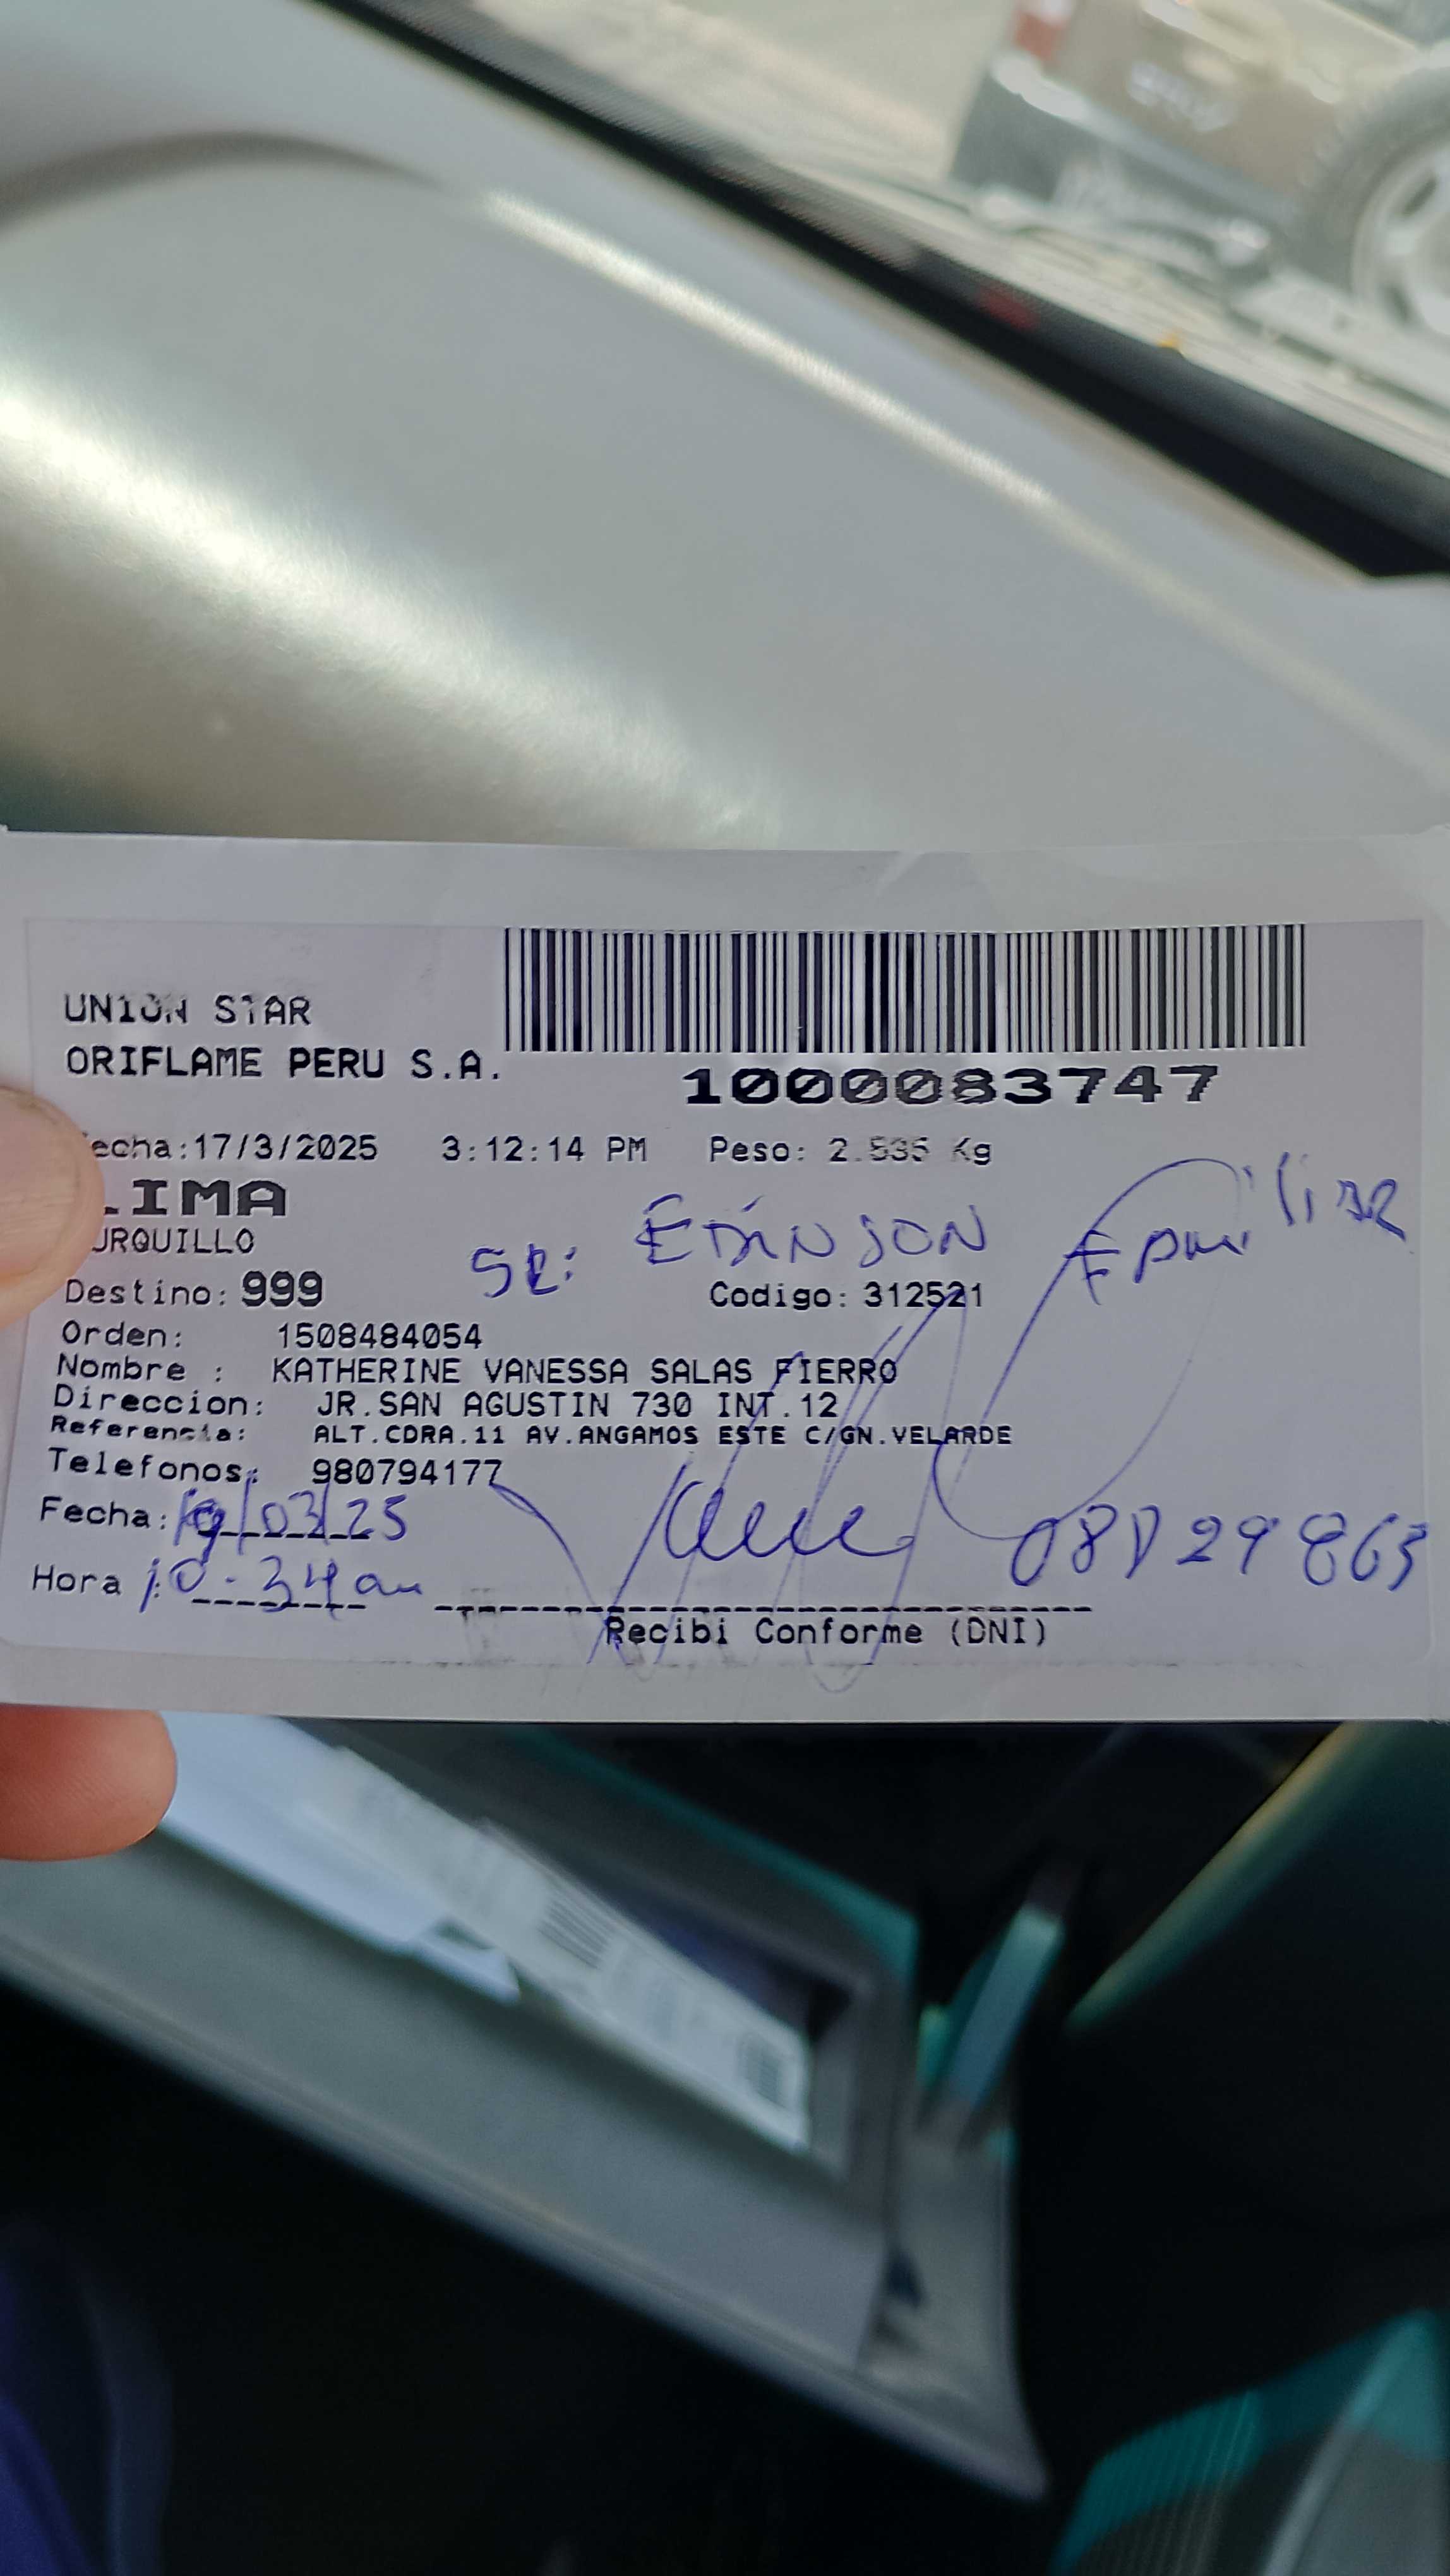 UNION STAR
ORIFLAME PERU S.A.
1000083747
echa:17/3/2025 3:12:14 PM Peso: 2.535 Kg
LIMA
URQUILLO
SR: EDINSON Familiar
Destino: 999 Codigo: 312521
Orden: 1508484054
Nombre : KATHERINE VANESSA SALAS FIERRO
Direccion: JR.SAN AGUSTIN 730 INT.12
Referencia: ALT.CDRA.11 AV.ANGAMOS ESTE C/GN.VELARDE
Telefonos: 980794177
Fecha: 19/03/25
Hora : 10-34am
Recibi Conforme (DNI)